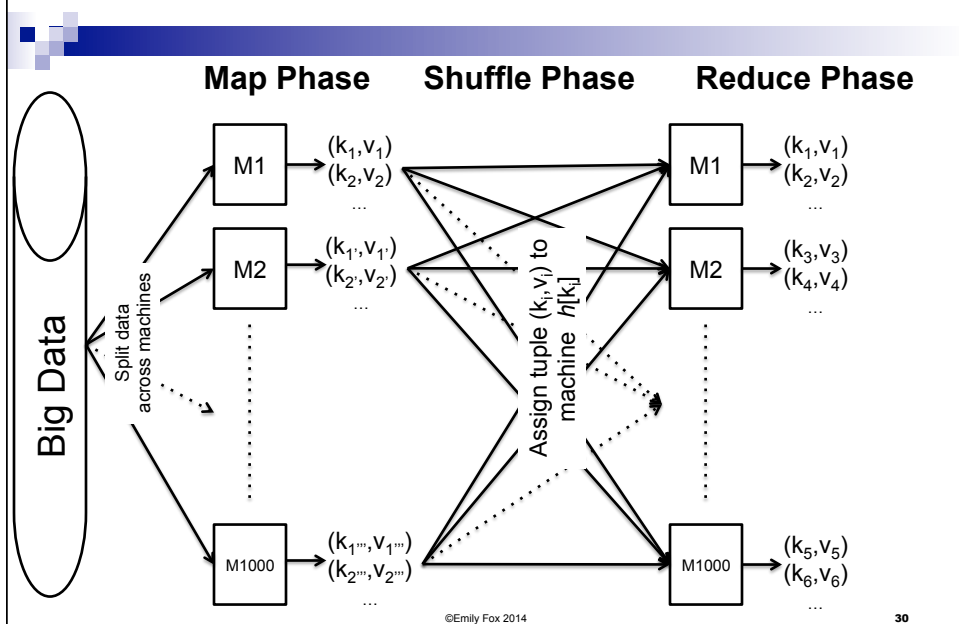 Map Phase Shuffle Phase Reduce Phase
Big Data
Split data
across machines
M1
(k₁,v₁)
(k₂,v₂)
...
M2
(k₁',v₁')
(k₂',v₂')
...
M1000
(k₁''',v₁''')
(k₂''',v₂''')
...
Assign tuple (kᵢ,vᵢ) to
machine h[kᵢ]
M1
(k₁,v₁)
(k₂,v₂)
...
M2
(k₃,v₃)
(k₄,v₄)
...
M1000
(k₅,v₅)
(k₆,v₆)
...
©Emily Fox 2014
30